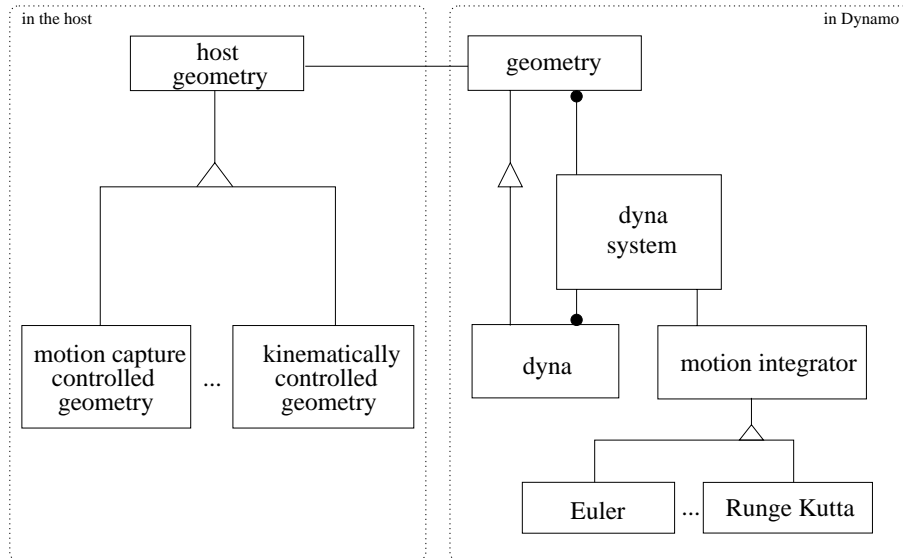 in the host
in Dynamo
host
geometry
geometry
dyna
system
motion capture
controlled
geometry
...
kinematically
controlled
geometry
dyna
motion integrator
Euler
...
Runge Kutta